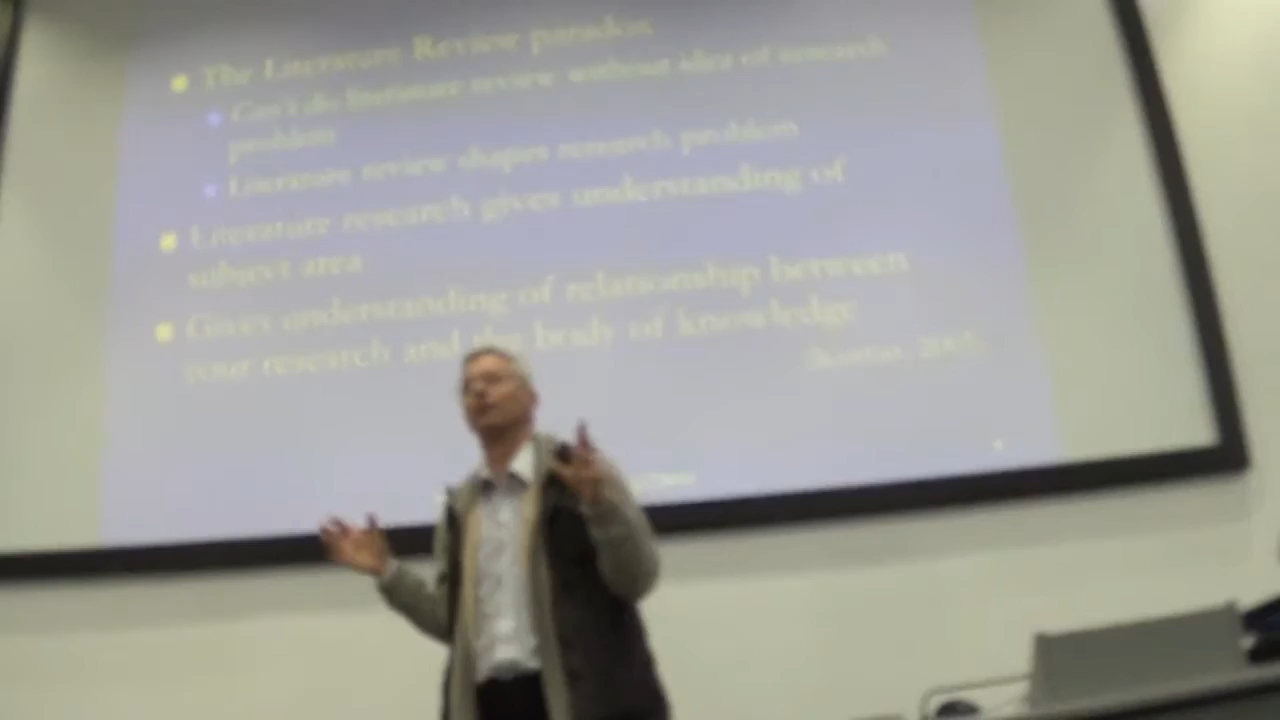 The Literature Review paradox
Can't do literature review without idea of research
problem
Literature review shapes research problem
Literature research gives understanding of
subject area
Gives understanding of relationship between
your research and the body of knowledge